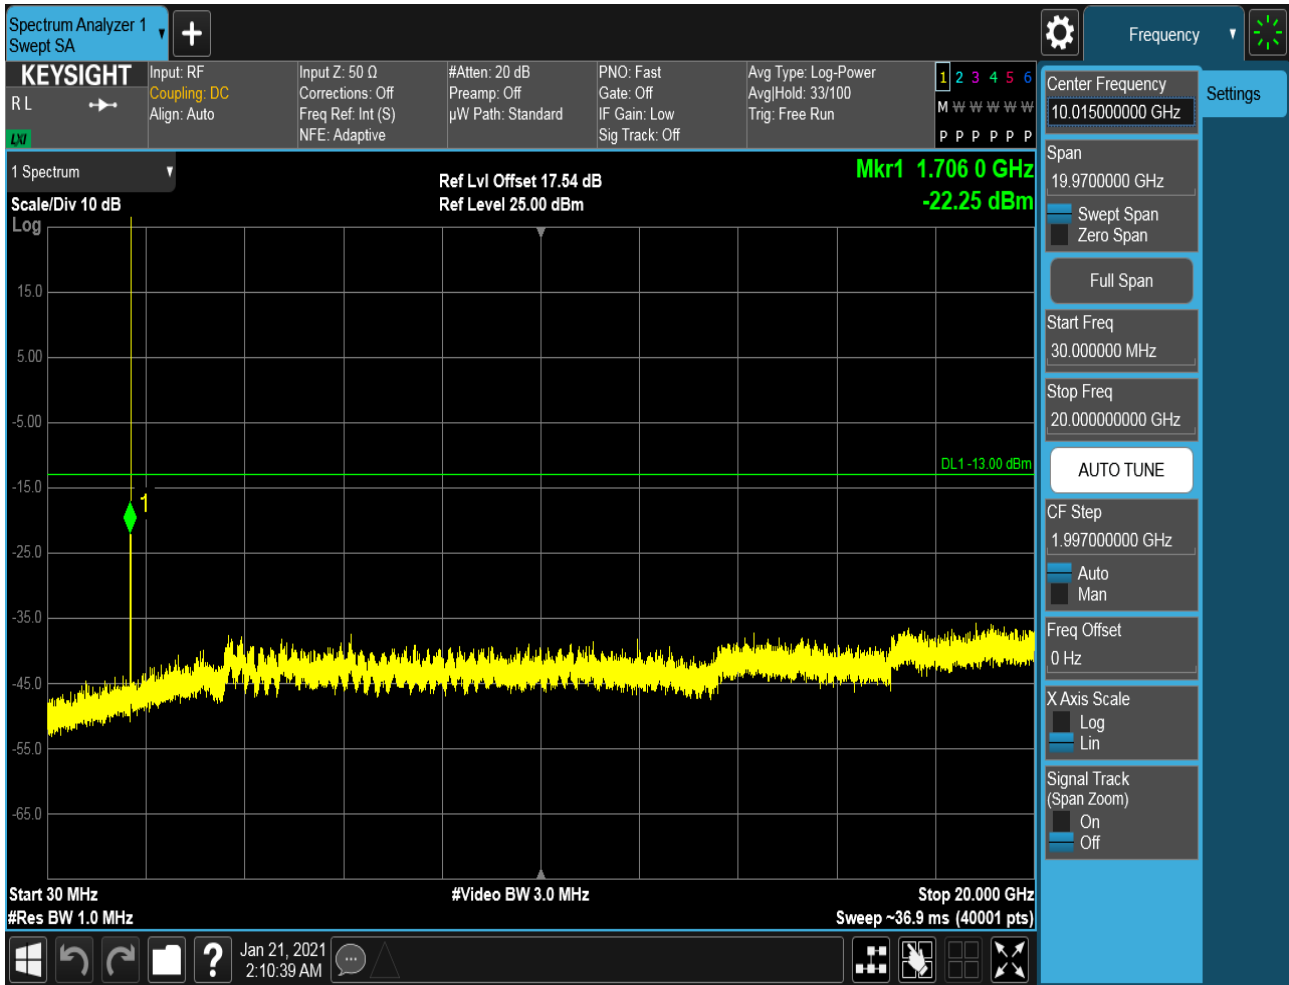 Spectrum Analyzer 1
Swept SA
Frequency
KEYSIGHT
R L
LXI
Input: RF
Coupling: DC
Align: Auto
Input Z: 50 Ω
Corrections: Off
Freq Ref: Int (S)
NFE: Adaptive
#Atten: 20 dB
Preamp: Off
µW Path: Standard
PNO: Fast
Gate: Off
IF Gain: Low
Sig Track: Off
Avg Type: Log-Power
Avg|Hold: 33/100
Trig: Free Run
1 2 3 4 5 6
M W W W W W
P P P P P P
1 Spectrum
Scale/Div 10 dB
Log
Ref Lvl Offset 17.54 dB
Ref Level 25.00 dBm
Mkr1 1.706 0 GHz
-22.25 dBm
15.0
5.00
-5.00
-15.0
-25.0
-35.0
-45.0
-55.0
-65.0
DL1 -13.00 dBm
1
Start 30 MHz
#Res BW 1.0 MHz
#Video BW 3.0 MHz
Stop 20.000 GHz
Sweep ~36.9 ms (40001 pts)
Jan 21, 2021
2:10:39 AM
?
Center Frequency
10.015000000 GHz
Settings
Span
19.9700000 GHz
Swept Span
Zero Span
Full Span
Start Freq
30.000000 MHz
Stop Freq
20.000000000 GHz
AUTO TUNE
CF Step
1.997000000 GHz
Auto
Man
Freq Offset
0 Hz
X Axis Scale
Log
Lin
Signal Track
(Span Zoom)
On
Off